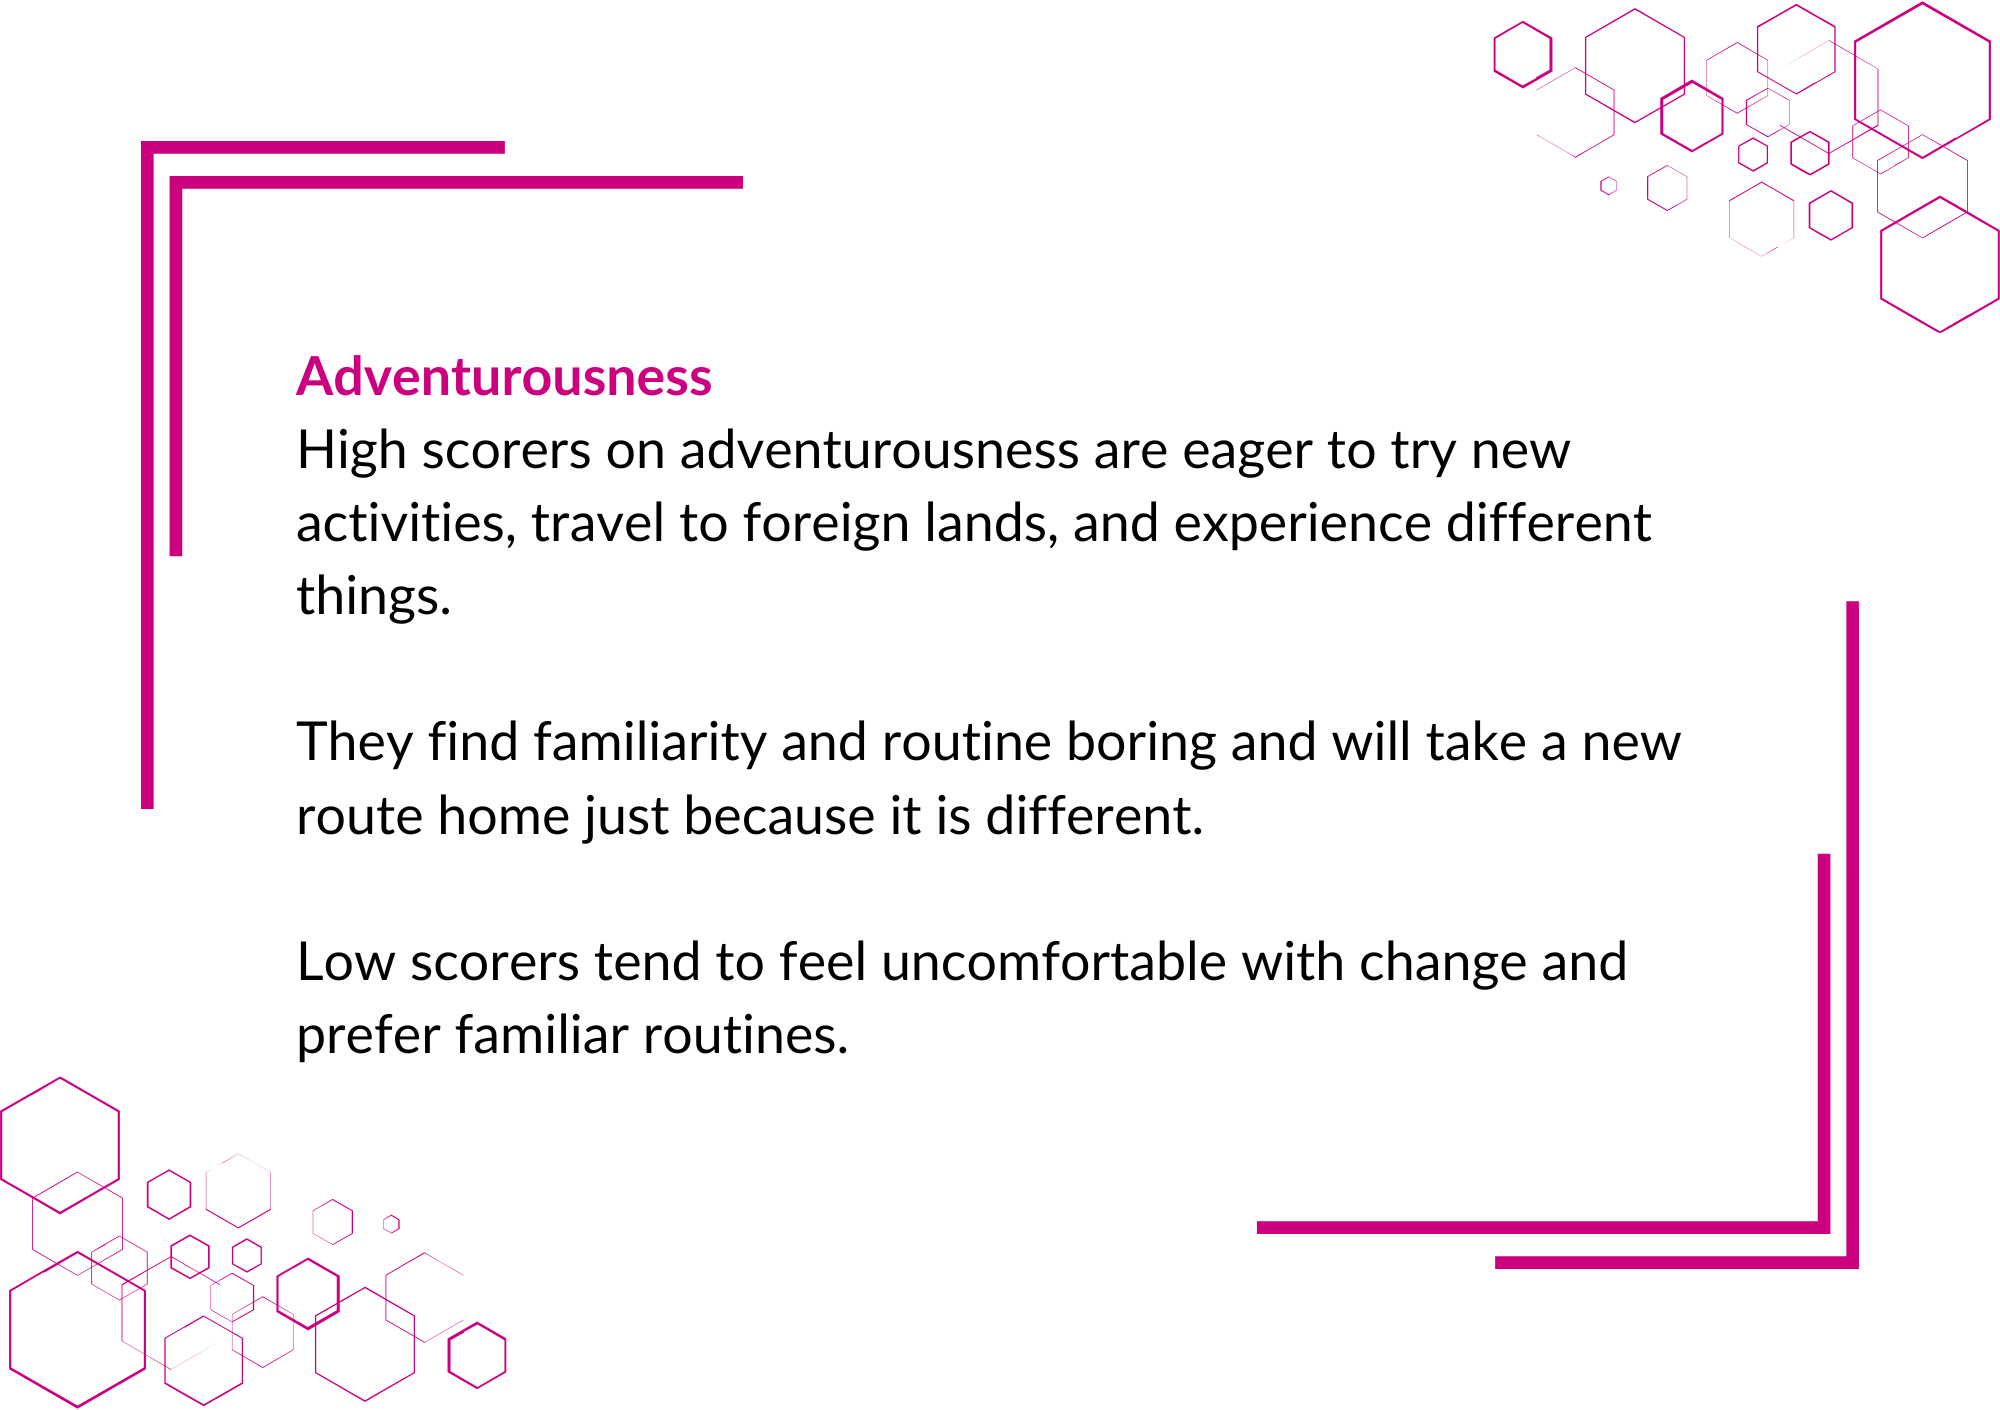 Adventurousness
High scorers on adventurousness are eager to try new
activities, travel to foreign lands, and experience different
things.
They find familiarity and routine boring and will take a new
route home just because it is different.
Low scorers tend to feel uncomfortable with change and
prefer familiar routines.